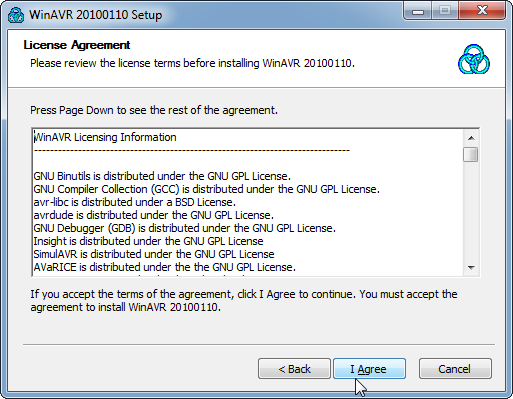 WinAVR 20100110 Setup
License Agreement
Please review the license terms before installing WinAVR 20100110.
Press Page Down to see the rest of the agreement.
WinAVR Licensing Information
--------------------------------------------------------------------------------
GNU Binutils is distributed under the GNU GPL License.
GNU Compiler Collection (GCC) is distributed under the GNU GPL License.
avr-libc is distributed under a BSD License.
avrdude is distributed under the GNU GPL License.
GNU Debugger (GDB) is distributed under the GNU GPL License.
Insight is distributed under the GNU GPL License
SimulAVR is distributed under the GNU GPL License
AVaRICE is distributed under the the GNU GPL License.
If you accept the terms of the agreement, click I Agree to continue. You must accept the
agreement to install WinAVR 20100110.
< Back I Agree Cancel